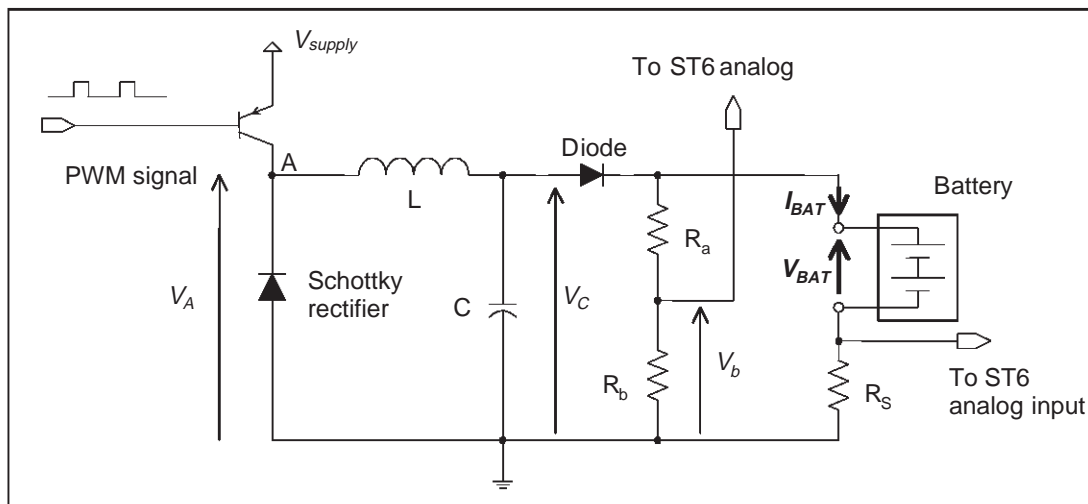 V_supply
To ST6 analog
PWM signal
A
L
Diode
R_a
I_BAT
Battery
V_A
Schottky
rectifier
C
V_C
V_BAT
R_b
V_b
R_S
To ST6
analog input